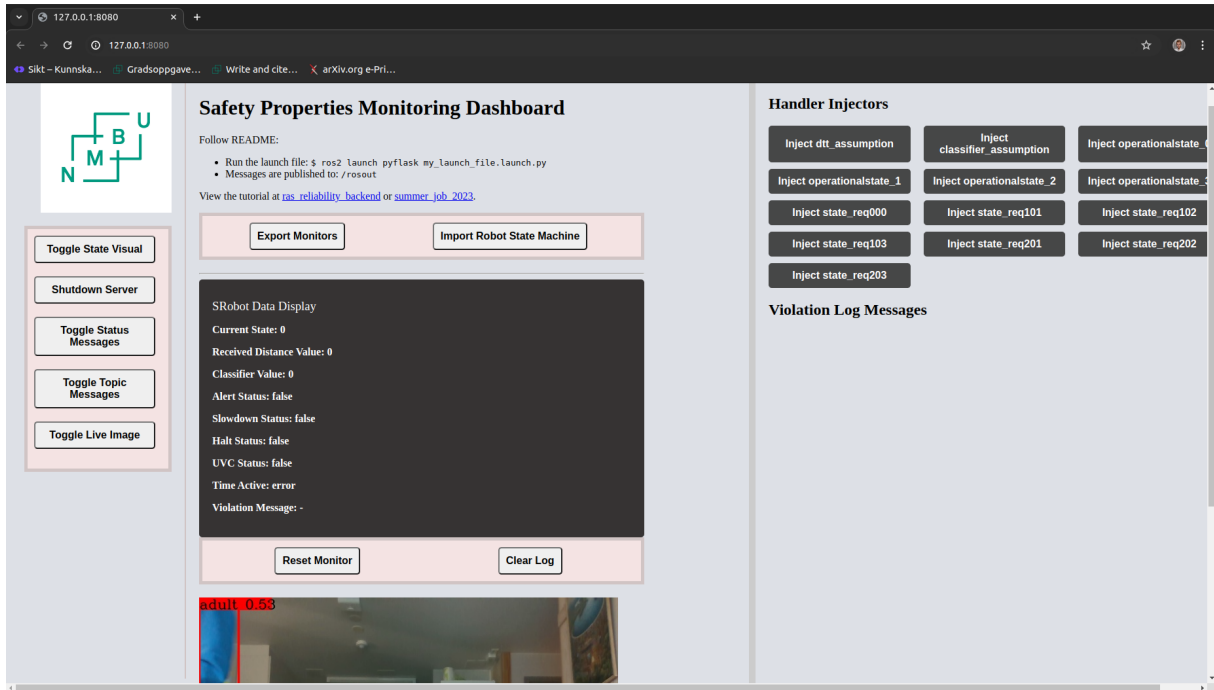 127.0.0.1:8080
127.0.0.1:8080
Sikt – Kunnska...
Gradsoppgave...
Write and cite...
arXiv.org e-Pri...
N M B U
Toggle State Visual
Shutdown Server
Toggle Status
Messages
Toggle Topic
Messages
Toggle Live Image
Safety Properties Monitoring Dashboard
Follow README:
Run the launch file: $ ros2 launch pyflask my_launch_file.launch.py
Messages are published to: /rosout
View the tutorial at ras_reliability_backend or summer_job_2023.
Export Monitors
Import Robot State Machine
SRobot Data Display
Current State: 0
Received Distance Value: 0
Classifier Value: 0
Alert Status: false
Slowdown Status: false
Halt Status: false
UVC Status: false
Time Active: error
Violation Message: -
Reset Monitor
Clear Log
adult 0.53
Handler Injectors
Inject dtt_assumption
Inject
classifier_assumption
Inject operationalstate_
Inject operationalstate_1
Inject operationalstate_2
Inject operationalstate_
Inject state_req000
Inject state_req101
Inject state_req102
Inject state_req103
Inject state_req201
Inject state_req202
Inject state_req203
Violation Log Messages